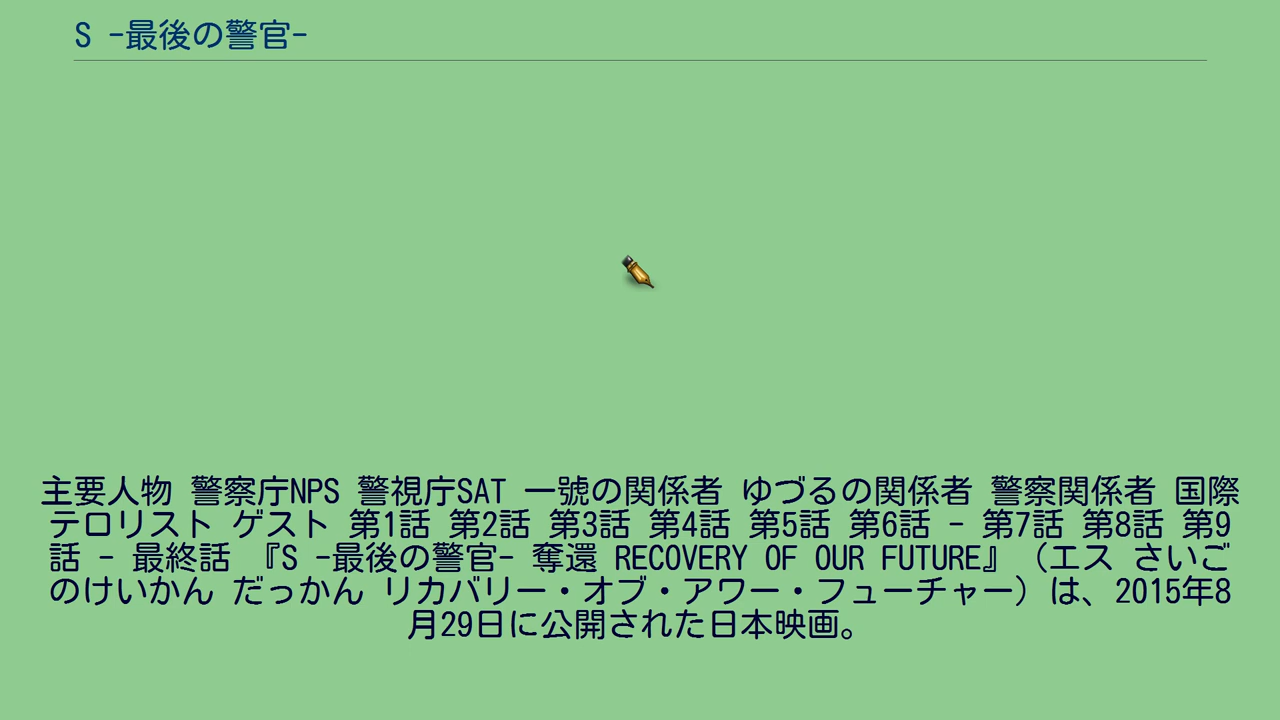 S -最後の警官-
主要人物 警察庁NPS 警視庁SAT 一號の関係者 ゆづるの関係者 警察関係者 国際
テロリスト ゲスト 第1話 第2話 第3話 第4話 第5話 第6話 - 第7話 第8話 第9
話 - 最終話 『S -最後の警官- 奪還 RECOVERY OF OUR FUTURE』（エス さいご
のけいかん だっかん リカバリー・オブ・アワー・フューチャー）は、2015年8
月29日に公開された日本映画。